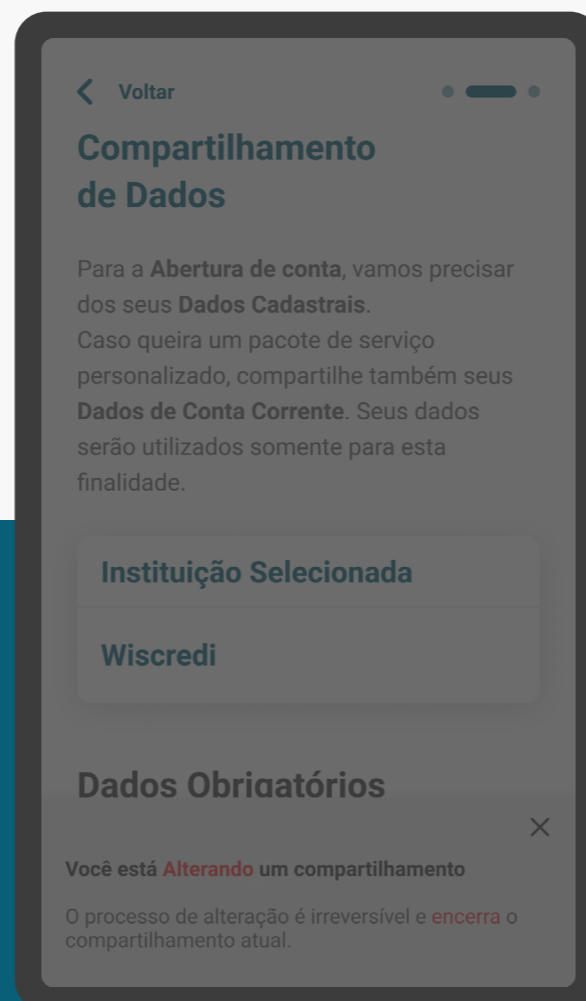 Voltar
Compartilhamento
de Dados
Para a Abertura de conta, vamos precisar
dos seus Dados Cadastrais.
Caso queira um pacote de serviço
personalizado, compartilhe também seus
Dados de Conta Corrente. Seus dados
serão utilizados somente para esta
finalidade.
Instituição Selecionada
Wiscredi
Dados Obrigatórios
Você está Alterando um compartilhamento
O processo de alteração é irreversível e encerra o
compartilhamento atual.